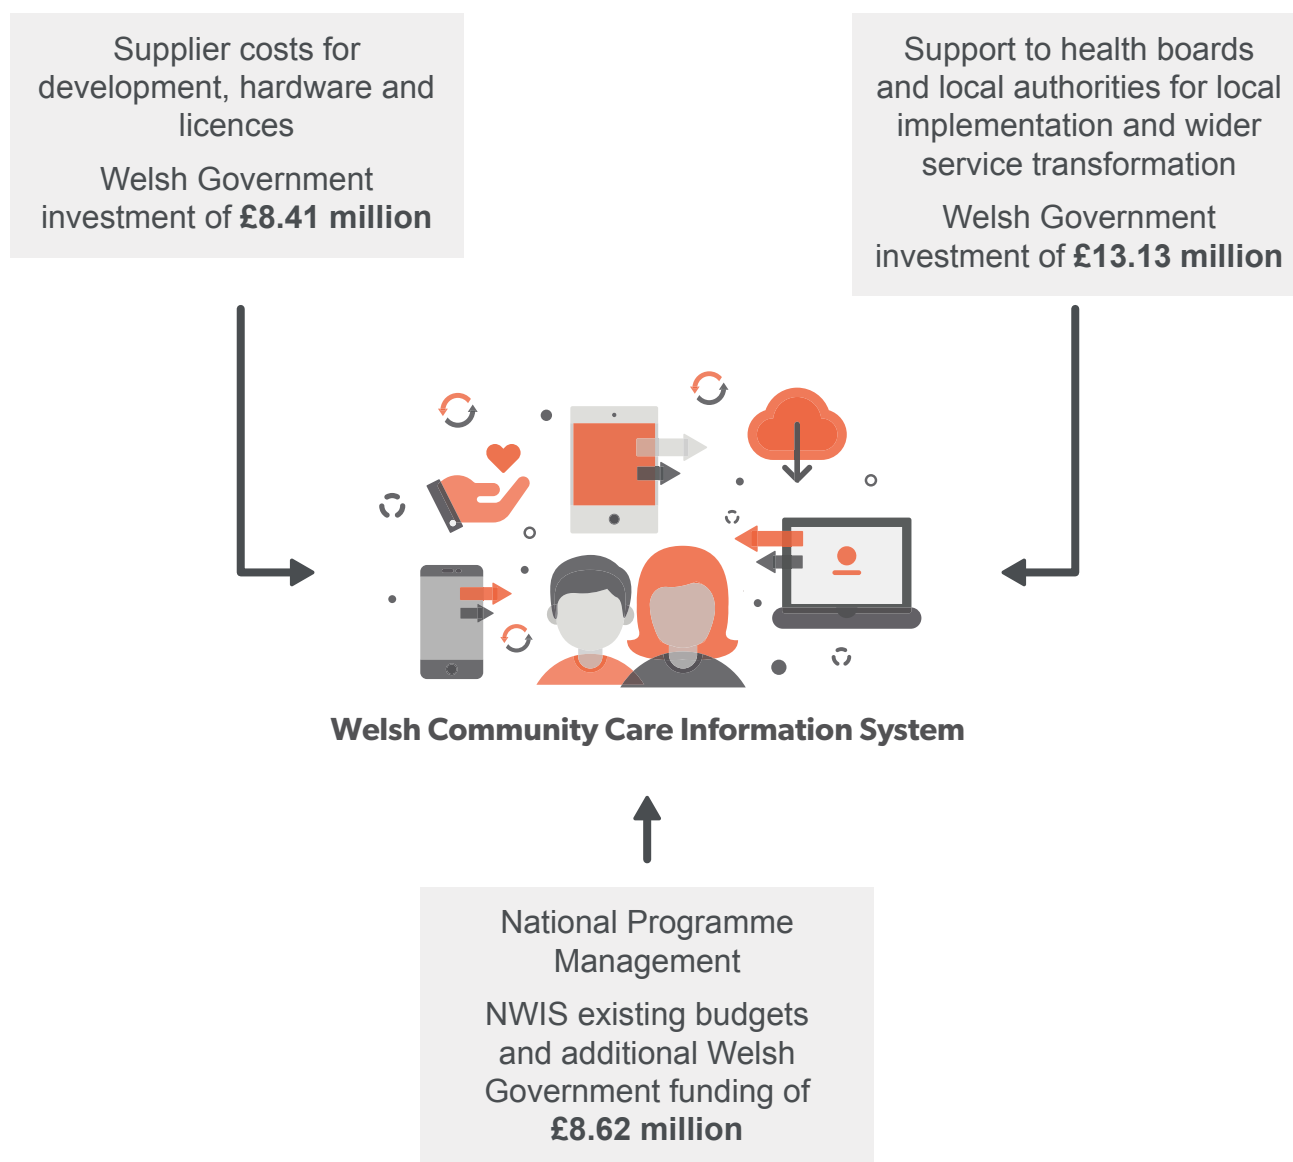 Supplier costs for
development, hardware and
licences
Welsh Government
investment of £8.41 million
Support to health boards
and local authorities for local
implementation and wider
service transformation
Welsh Government
investment of £13.13 million
Welsh Community Care Information System
National Programme
Management
NWIS existing budgets
and additional Welsh
Government funding of
£8.62 million